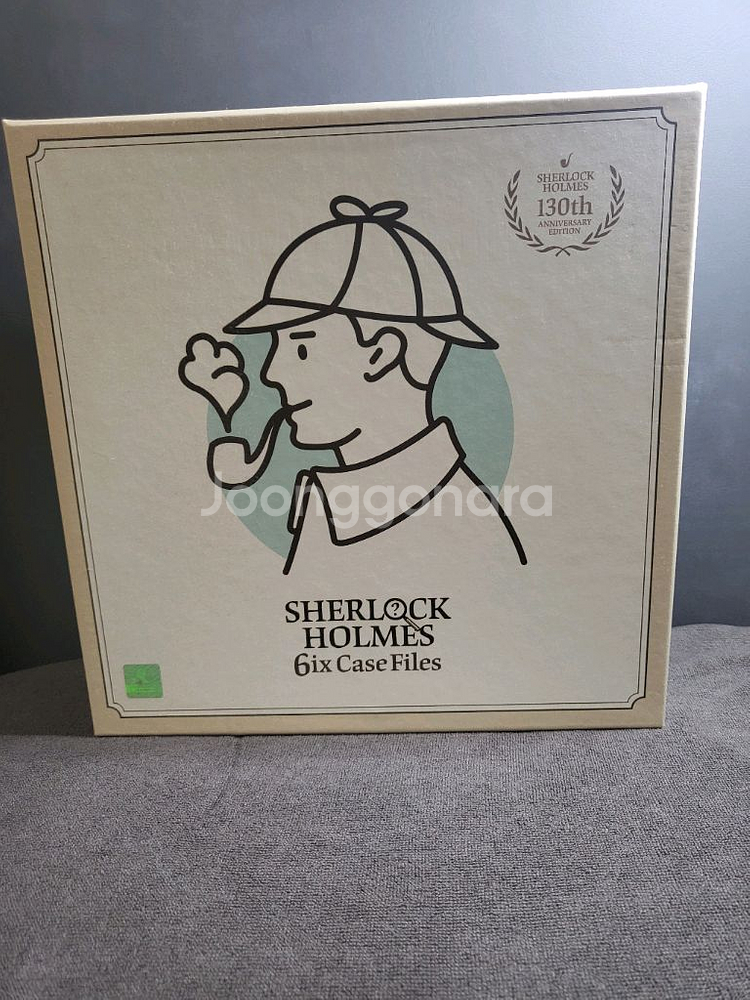 SHERLOCK
HOLMES
130th
ANNIVERSARY
EDITION
Joonggonara
SHERLOCK
HOLMES
6ix Case Files